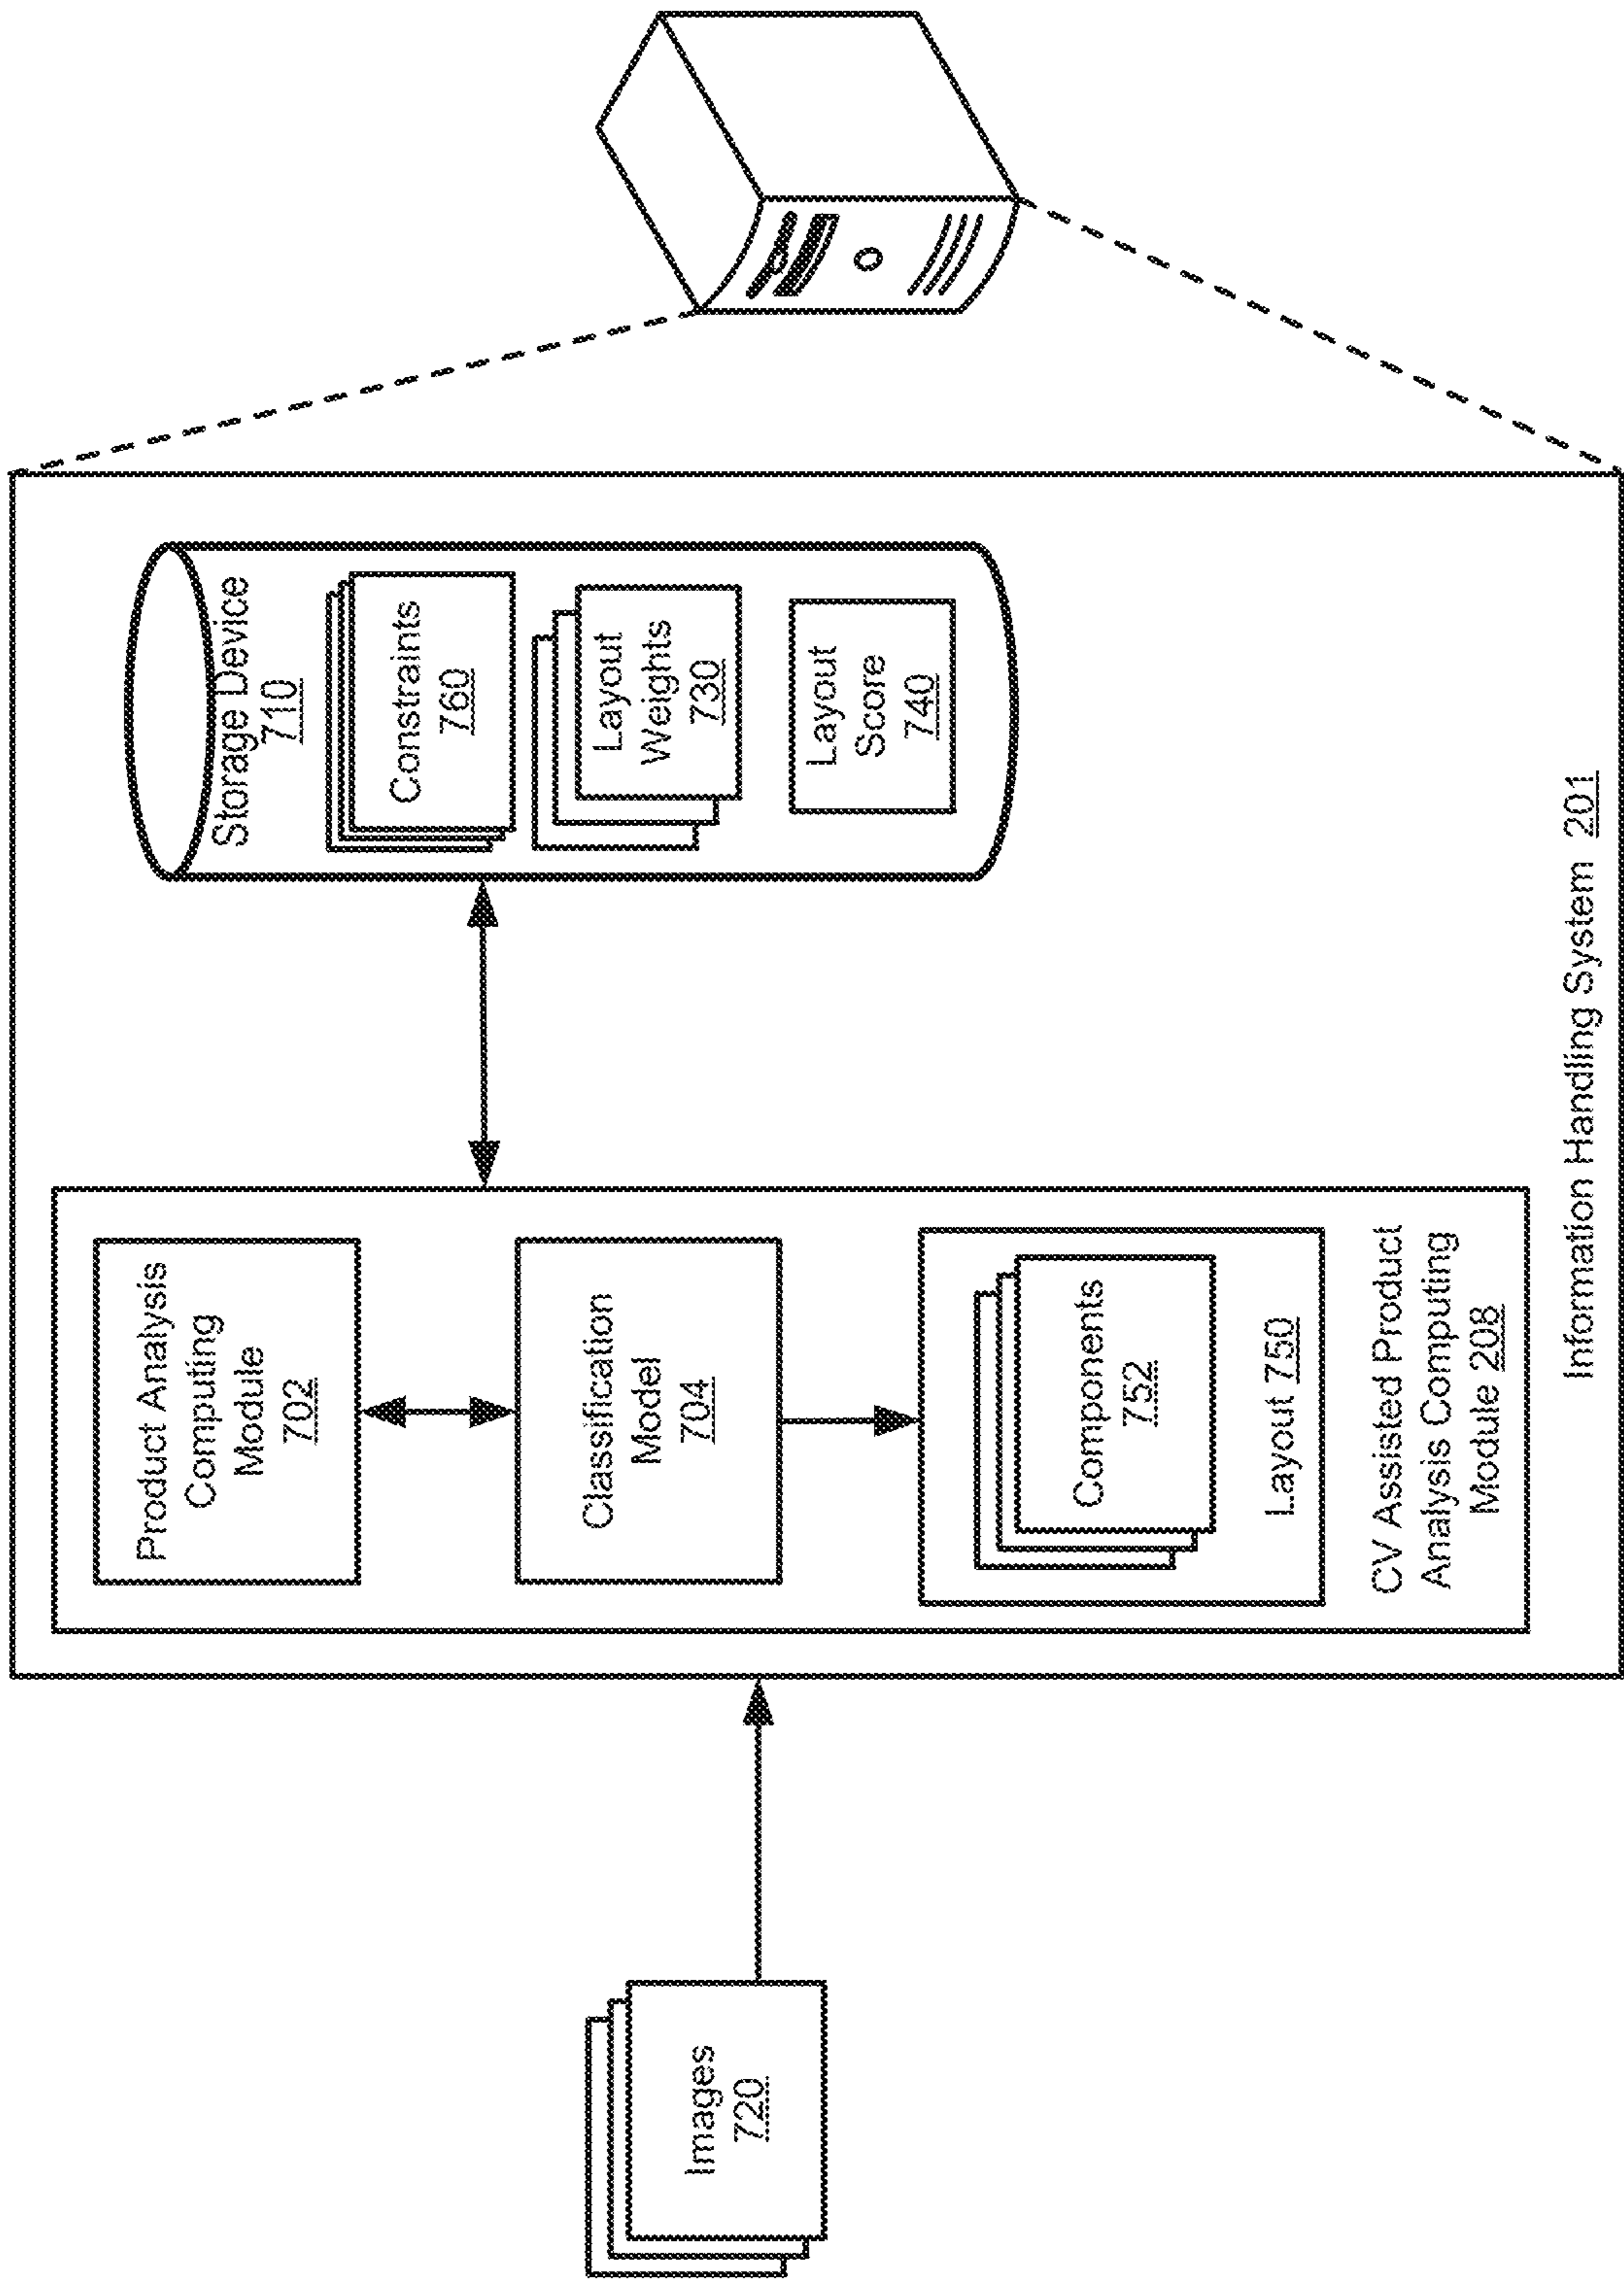 Images
720
Product Analysis
Computing
Module
702
Classification
Model
704
Components
752
Layout 750
CV Assisted Product
Analysis Computing
Module 208
Storage Device
710
Constraints
760
Layout
Weights
730
Layout
Score
740
Information Handling System 201